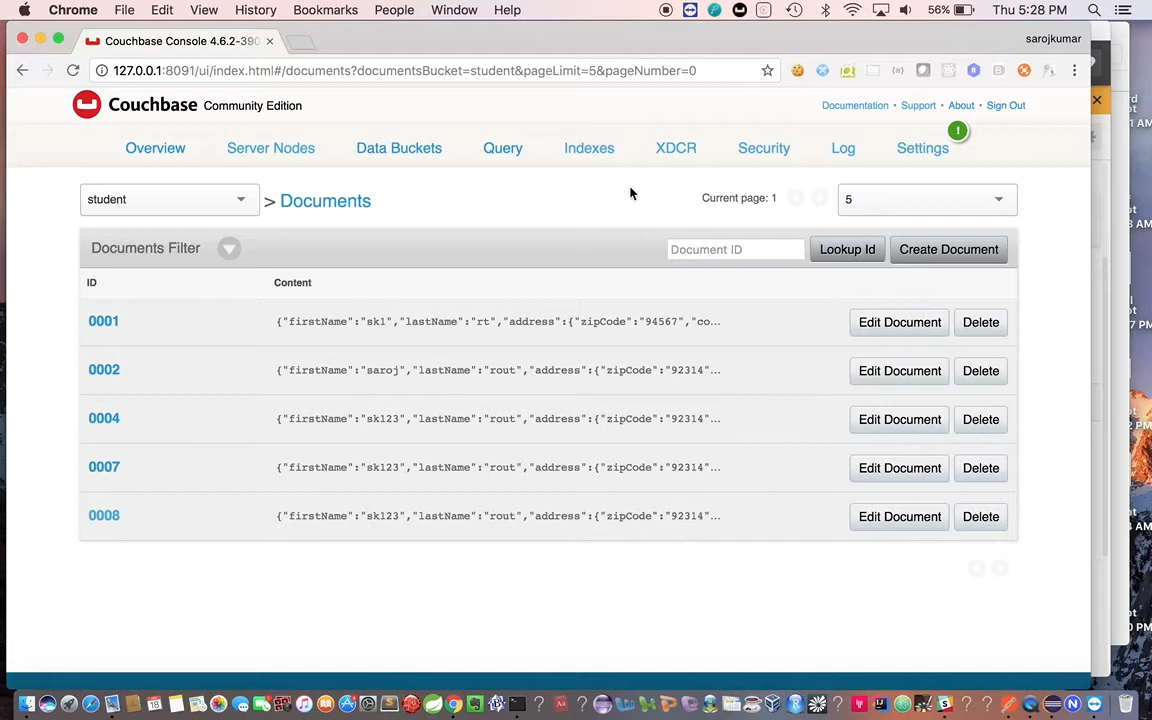 Chrome File Edit View History Bookmarks People Window Help 56% Thu 5:28 PM
Couchbase Console 4.6.2-390 sarojkumar
127.0.0.1:8091/ui/index.html#/documents?documentsBucket=student&pageLimit=5&pageNumber=0
Couchbase Community Edition Documentation • Support • About • Sign Out
Overview Server Nodes Data Buckets Query Indexes XDCR Security Log Settings !
student > Documents Current page: 1 5
Documents Filter Document ID Lookup Id Create Document
ID Content
0001 {"firstName":"sk1","lastName":"rt","address":{"zipCode":"94567","co... Edit Document Delete
0002 {"firstName":"saroj","lastName":"rout","address":{"zipCode":"92314"... Edit Document Delete
0004 {"firstName":"sk123","lastName":"rout","address":{"zipCode":"92314"... Edit Document Delete
0007 {"firstName":"sk123","lastName":"rout","address":{"zipCode":"92314"... Edit Document Delete
0008 {"firstName":"sk123","lastName":"rout","address":{"zipCode":"92314"... Edit Document Delete